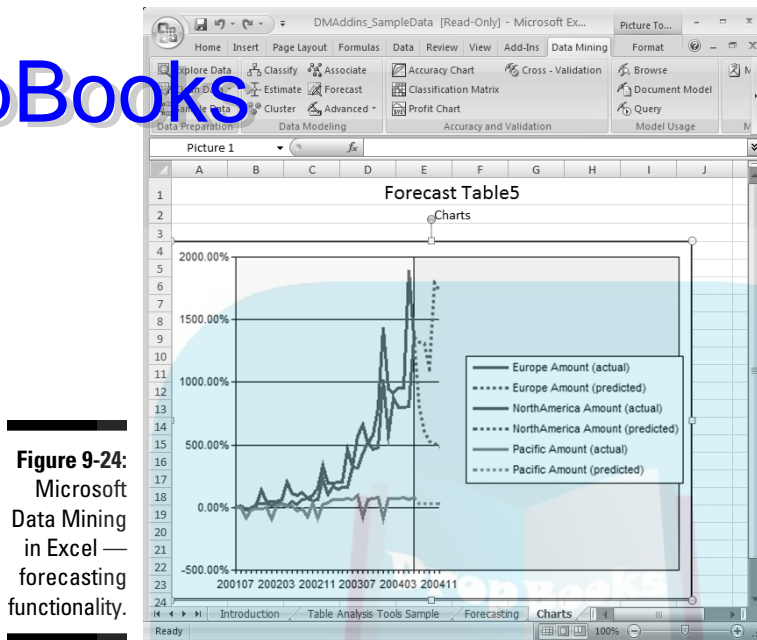 DMAddins_SampleData [Read-Only] - Microsoft Ex...
Picture To...
Home Insert Page Layout Formulas Data Review View Add-Ins Data Mining Format
Explore Data Classify Associate Accuracy Chart Cross - Validation Browse
Clean Data Estimate Forecast Classification Matrix Document Model
Sample Data Cluster Advanced Profit Chart Query
Data Preparation Data Modeling Accuracy and Validation Model Usage
pBooks
Picture 1 fx
A B C D E F G H I J
1 Forecast Table5
2 Charts
3
4
5
6
7
8
9
10
11
12
13
14
15
16
17
18
19
20
21
22
23
24
2000.00%
1500.00%
1000.00%
500.00%
0.00%
-500.00%
200107 200203 200211 200307 200403 200411
Europe Amount (actual)
Europe Amount (predicted)
NorthAmerica Amount (actual)
NorthAmerica Amount (predicted)
Pacific Amount (actual)
Pacific Amount (predicted)
DropBooks
Introduction Table Analysis Tools Sample Forecasting Charts
Ready 100%
Figure 9-24:
Microsoft
Data Mining
in Excel —
forecasting
functionality.